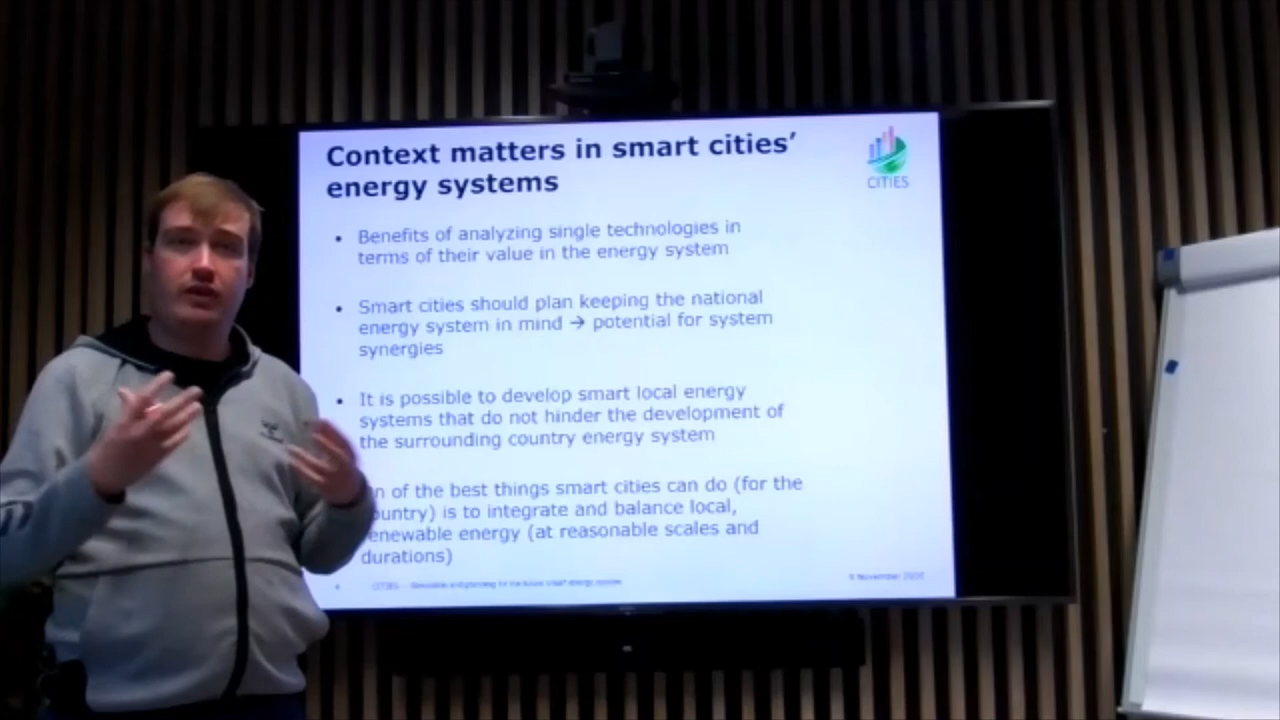 Context matters in smart cities'
energy systems
CITIES
• Benefits of analyzing single technologies in
terms of their value in the energy system
• Smart cities should plan keeping the national
energy system in mind → potential for system
synergies
• It is possible to develop smart local energy
systems that do not hinder the development of
the surrounding country energy system
n of the best things smart cities can do (for the
ountry) is to integrate and balance local,
enewable energy (at reasonable scales and
durations)
CITIES
9 November